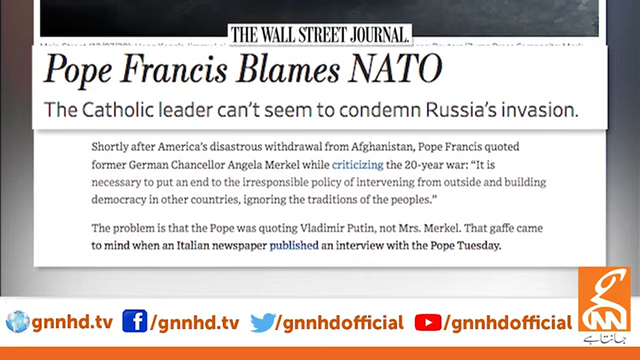 THE WALL STREET JOURNAL.
Pope Francis Blames NATO
The Catholic leader can't seem to condemn Russia's invasion.
Shortly after America's disastrous withdrawal from Afghanistan, Pope Francis quoted
former German Chancellor Angela Merkel while criticizing the 20-year war: “It is
necessary to put an end to the irresponsible policy of intervening from outside and building
democracy in other countries, ignoring the traditions of the peoples.”
The problem is that the Pope was quoting Vladimir Putin, not Mrs. Merkel. That gaffe came
to mind when an Italian newspaper published an interview with the Pope Tuesday.
GNN
جانتا ہے
gnnhd.tv /gnnhd.tv /gnnhdofficial /gnnhdofficial